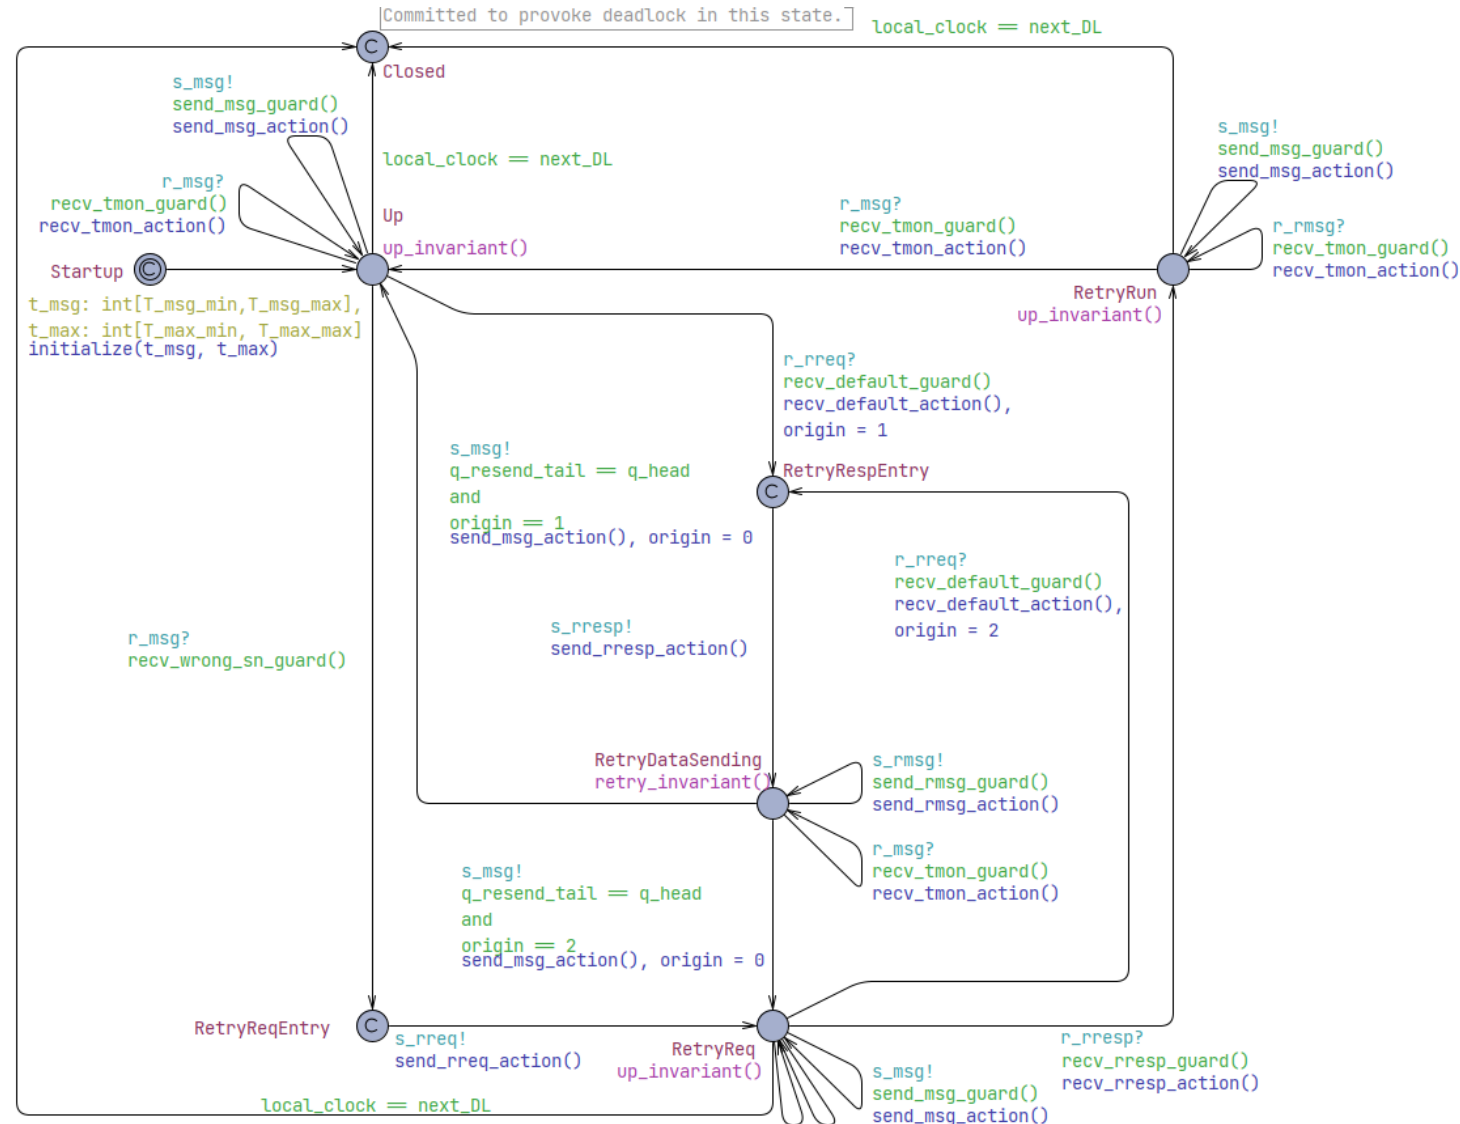 Committed to provoke deadlock in this state.
local_clock == next_DL
C
Closed
s_msg!
send_msg_guard()
send_msg_action()
local_clock == next_DL
r_msg?
recv_tmon_guard()
recv_tmon_action()
Up
up_invariant()
Startup
C
t_msg: int[T_msg_min,T_msg_max],
t_max: int[T_max_min, T_max_max]
initialize(t_msg, t_max)
r_msg?
recv_tmon_guard()
recv_tmon_action()
s_msg!
send_msg_guard()
send_msg_action()
r_rmsg?
recv_tmon_guard()
recv_tmon_action()
RetryRun
up_invariant()
r_rreq?
recv_default_guard()
recv_default_action(),
origin = 1
s_msg!
q_resend_tail == q_head
and
origin == 1
send_msg_action(), origin = 0
RetryRespEntry
C
r_rreq?
recv_default_guard()
recv_default_action(),
origin = 2
s_rresp!
send_rresp_action()
r_msg?
recv_wrong_sn_guard()
RetryDataSending
retry_invariant()
s_rmsg!
send_rmsg_guard()
send_rmsg_action()
r_msg?
recv_tmon_guard()
recv_tmon_action()
s_msg!
q_resend_tail == q_head
and
origin == 2
send_msg_action(), origin = 0
RetryReqEntry
C
s_rreq!
send_rreq_action()
RetryReq
up_invariant()
r_rresp?
recv_rresp_guard()
recv_rresp_action()
s_msg!
send_msg_guard()
send_msg_action()
local_clock == next_DL